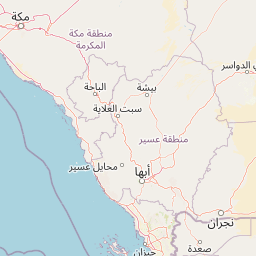 مكة
منطقة مكة
المكرمة
ي الدواسر
الباحة
بيشة
سبت العلاية
منطقة عسير
محايل عسير
أبها
نجران
صعدة
جيزان